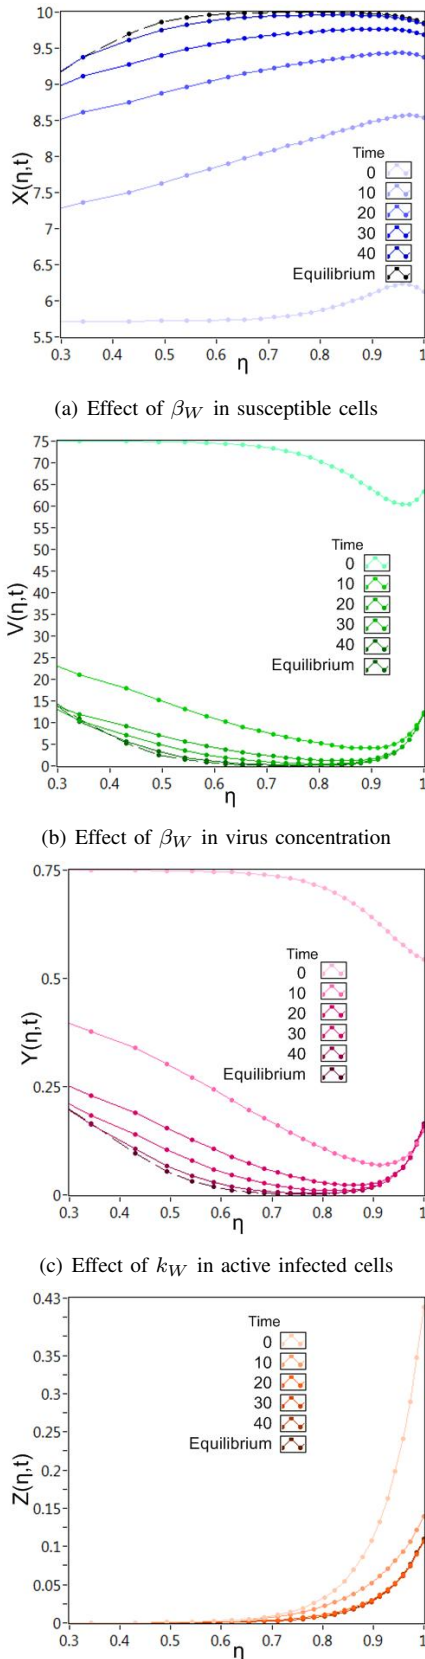 10
9.5
9
8.5
8
7.5
7
6.5
6
5.5
X(η,t)
Time
0
10
20
30
40
Equilibrium
0.3 0.4 0.5 0.6 0.7 0.8 0.9 1
η
(a) Effect of β_W in susceptible cells
75
70
65
60
55
50
45
40
35
30
25
20
15
10
5
0
V(η,t)
Time
0
10
20
30
40
Equilibrium
0.3 0.4 0.5 0.6 0.7 0.8 0.9 1
η
(b) Effect of β_W in virus concentration
0.75
0.5
0.25
0
Y(η,t)
Time
0
10
20
30
40
Equilibrium
0.3 0.4 0.5 0.6 0.7 0.8 0.9 1
η
(c) Effect of k_W in active infected cells
0.43
0.35
0.3
0.25
0.2
0.15
0.1
0.05
0
Z(η,t)
Time
0
10
20
30
40
Equilibrium
0.3 0.4 0.5 0.6 0.7 0.8 0.9 1
η